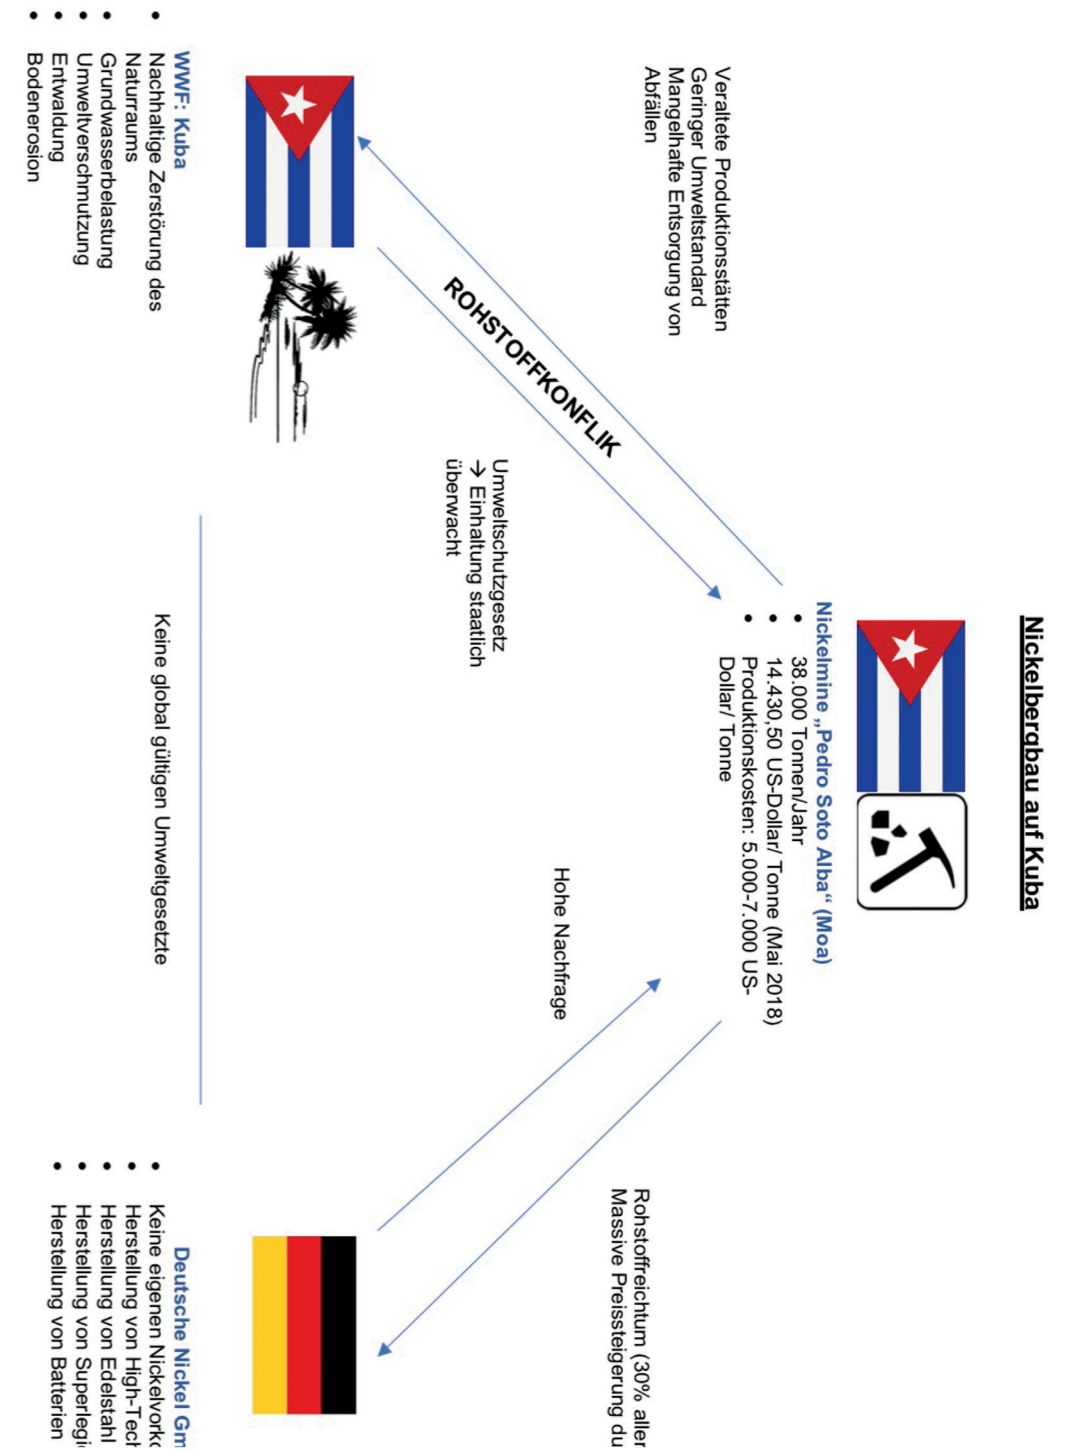 Nickelbergbau auf Kuba
Nickelmine „Pedro Soto Alba“ (Moa)
• 38.000 Tonnen/Jahr
• 14.430,50 US-Dollar/ Tonne (Mai 2018)
• Produktionskosten: 5.000-7.000 US-
Dollar/ Tonne
Veraltete Produktionsstätten
Geringer Umweltstandard
Mangelhafte Entsorgung von
Abfällen
ROHSTOFFKONFLIK
Umweltschutzgesetz
→ Einhaltung staatlich
überwacht
Hohe Nachfrage
Rohstoffreichtum (30% aller
Massive Preissteigerung du
WWF: Kuba
• Nachhaltige Zerstörung des
Naturraums
• Grundwasserbelastung
• Umweltverschmutzung
• Entwaldung
• Bodenerosion
Keine global gültigen Umweltgesetzte
Deutsche Nickel Gm
• Keine eigenen Nickelvorko
• Herstellung von High-Tech
• Herstellung von Edelstahl
• Herstellung von Superlegi
• Herstellung von Batterien